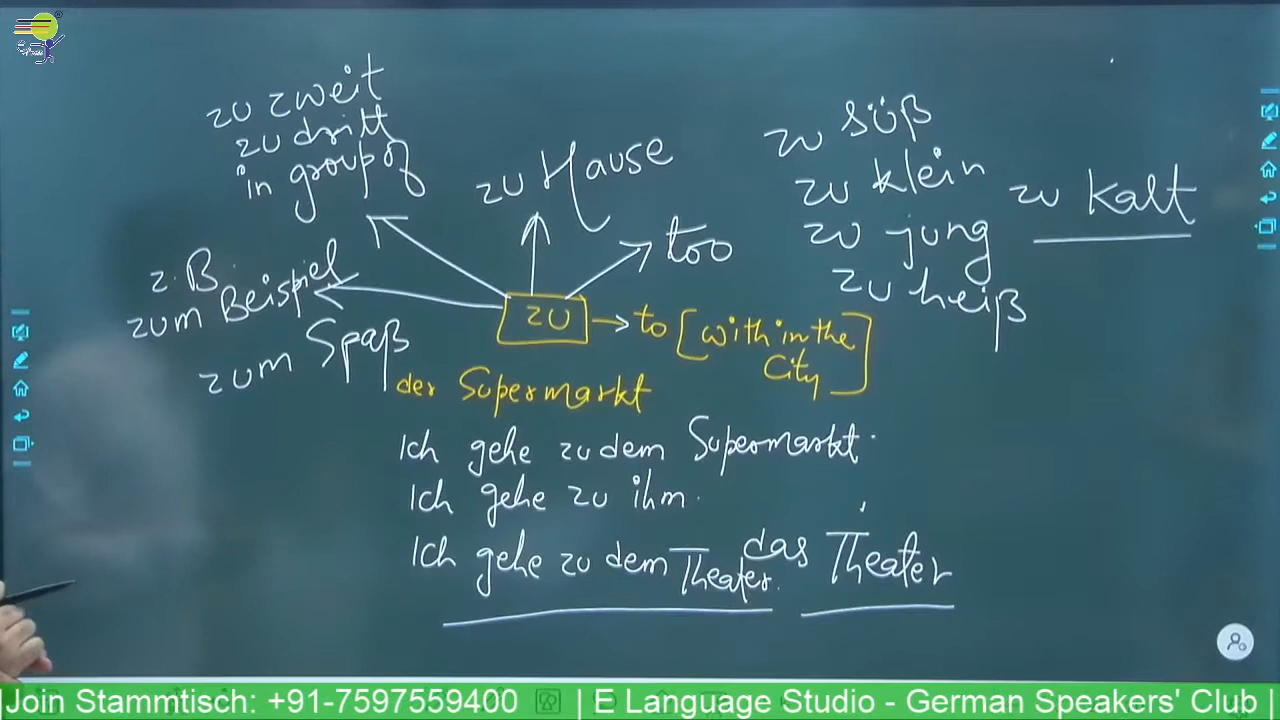 zu zweit
zu dritt
in group of
zu Hause
too
zu süß
zu klein
zu jung
zu heiß
zu kalt
z.B.
zum Beispiel
zum Spaß
zu → to [within the City]
der Supermarkt
Ich gehe zu dem Supermarkt.
Ich gehe zu ihm.
Ich gehe zu dem Theater. das Theater
Join Stammtisch: +91-7597559400 | E Language Studio - German Speakers' Club |